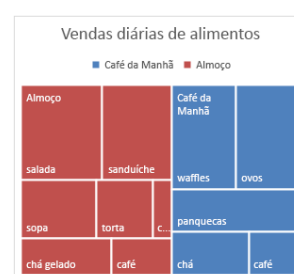 Vendas diárias de alimentos
Café da Manhã Almoço
Almoço
salada
sanduíche
sopa
torta
c...
chá gelado
café
Café da
Manhã
waffles
ovos
panquecas
chá
café